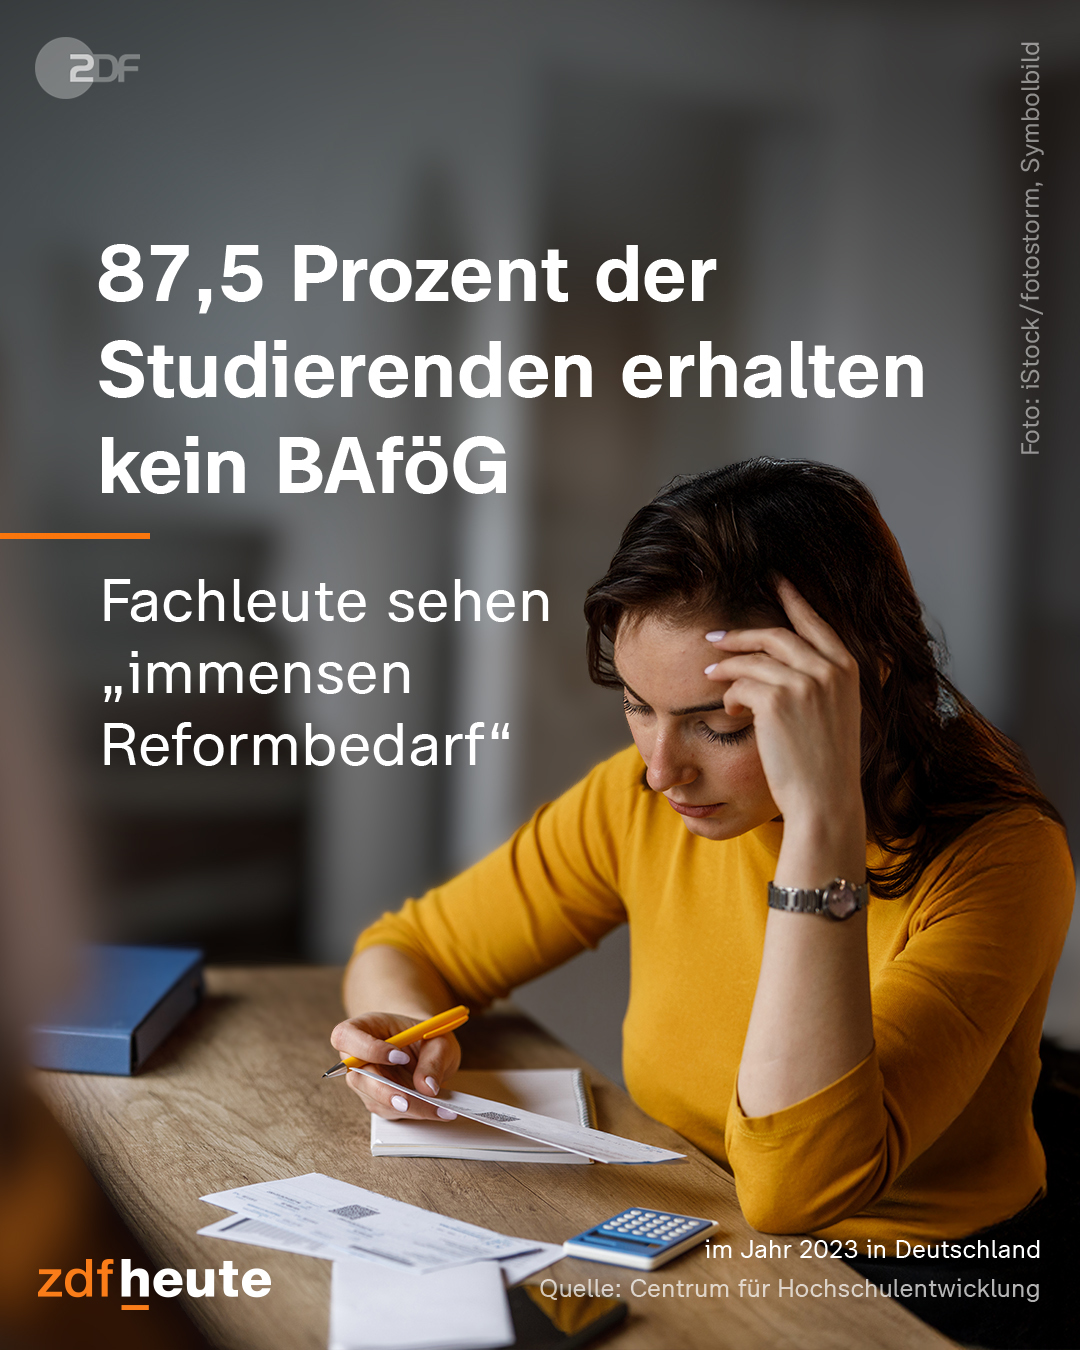 ZDF
Foto: iStock/fotostorm, Symbolbild
87,5 Prozent der
Studierenden erhalten
kein BAföG
Fachleute sehen
„immensen
Reformbedarf“
im Jahr 2023 in Deutschland
Quelle: Centrum für Hochschulentwicklung
zdfheute